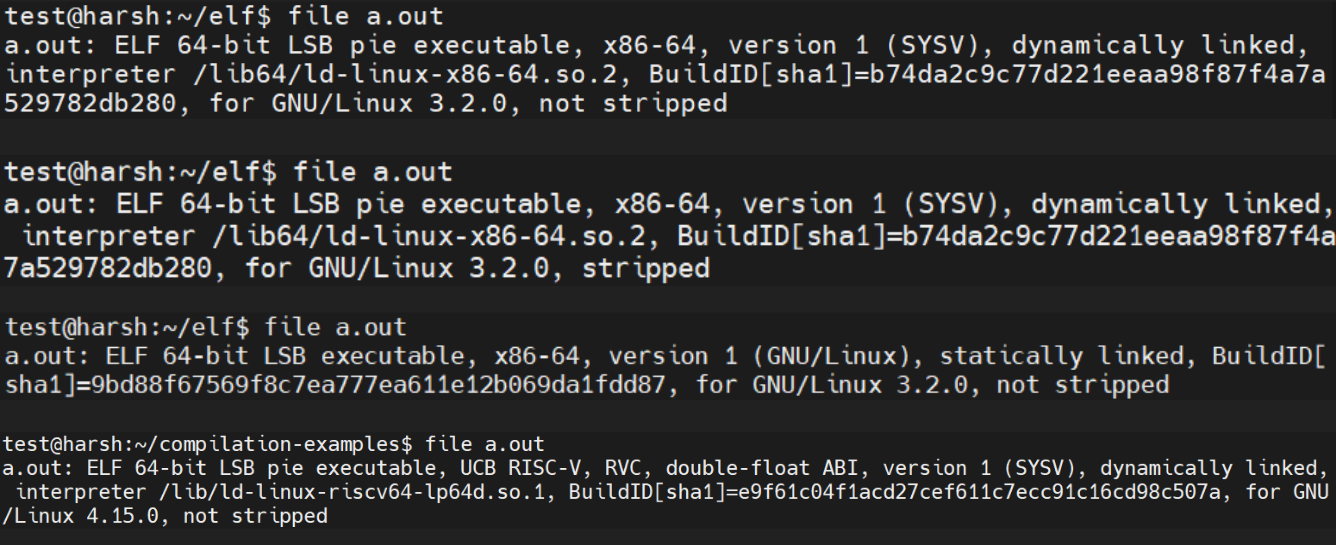 test@harsh:~/elf$ file a.out
a.out: ELF 64-bit LSB pie executable, x86-64, version 1 (SYSV), dynamically linked,
interpreter /lib64/ld-linux-x86-64.so.2, BuildID[sha1]=b74da2c9c77d221eeaa98f87f4a7a
529782db280, for GNU/Linux 3.2.0, not stripped
test@harsh:~/elf$ file a.out
a.out: ELF 64-bit LSB pie executable, x86-64, version 1 (SYSV), dynamically linked,
 interpreter /lib64/ld-linux-x86-64.so.2, BuildID[sha1]=b74da2c9c77d221eeaa98f87f4a
7a529782db280, for GNU/Linux 3.2.0, stripped
test@harsh:~/elf$ file a.out
a.out: ELF 64-bit LSB executable, x86-64, version 1 (GNU/Linux), statically linked, BuildID[
sha1]=9bd88f67569f8c7ea777ea611e12b069da1fdd87, for GNU/Linux 3.2.0, not stripped
test@harsh:~/compilation-examples$ file a.out
a.out: ELF 64-bit LSB pie executable, UCB RISC-V, RVC, double-float ABI, version 1 (SYSV), dynamically linked,
 interpreter /lib/ld-linux-riscv64-lp64d.so.1, BuildID[sha1]=e9f61c04f1acd27cef611c7ecc91c16cd98c507a, for GNU
/Linux 4.15.0, not stripped